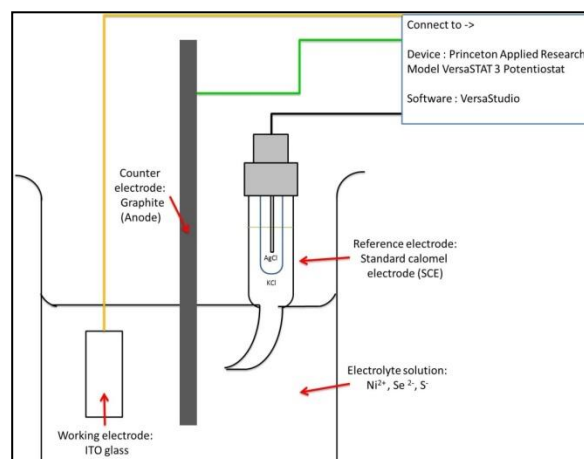 Connect to ->
Device : Princeton Applied Research
Model VersaSTAT 3 Potentiostat
Software : VersaStudio
Counter
electrode:
Graphite
(Anode)
AgCl
KCl
Reference electrode:
Standard calomel
electrode (SCE)
Electrolyte solution:
Ni²⁺, Se ²⁻, S⁻
Working electrode:
ITO glass